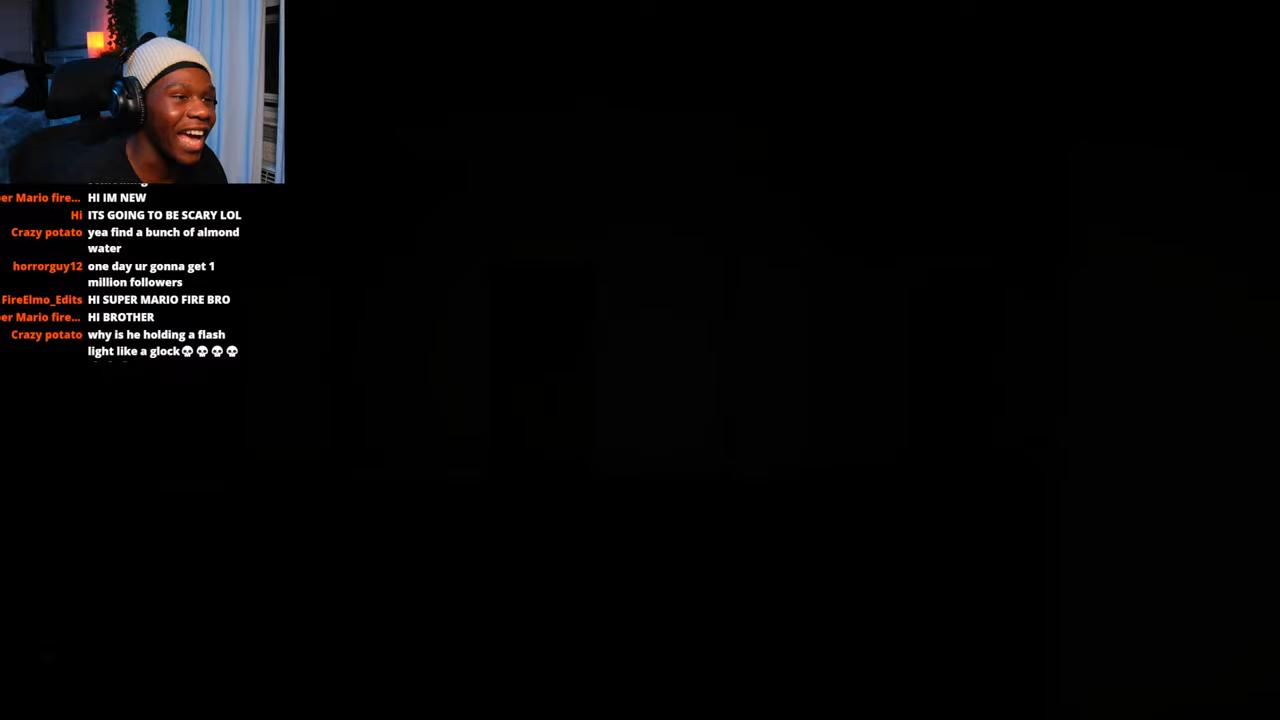 er Mario fire... HI IM NEW
Hi ITS GOING TO BE SCARY LOL
Crazy potato yea find a bunch of almond
water
horrorguy12 one day ur gonna get 1
million followers
FireElmo_Edits HI SUPER MARIO FIRE BRO
er Mario fire... HI BROTHER
Crazy potato why is he holding a flash
light like a glock💀💀💀💀